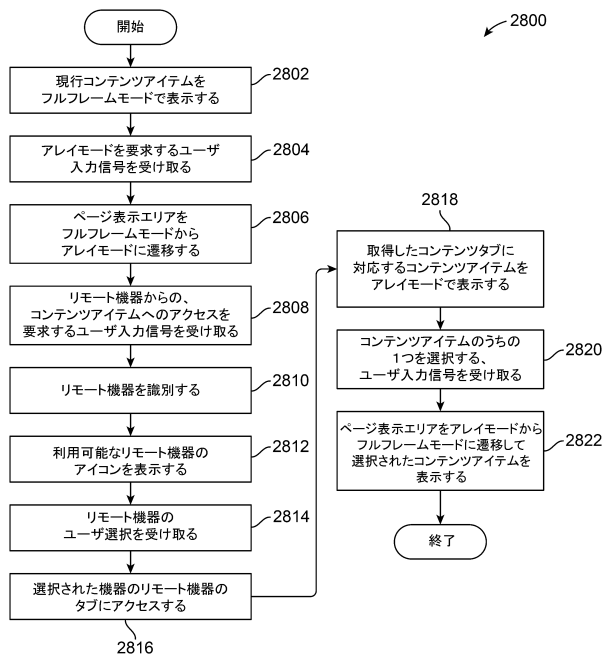 2800
開始
現行コンテンツアイテムを
フルフレームモードで表示する
2802
アレイモードを要求するユーザ
入力信号を受け取る
2804
ページ表示エリアを
フルフレームモードから
アレイモードに遷移する
2806
リモート機器からの、
コンテンツアイテムへのアクセスを
要求するユーザ入力信号を受け取る
2808
リモート機器を識別する
2810
利用可能なリモート機器の
アイコンを表示する
2812
リモート機器の
ユーザ選択を受け取る
2814
選択された機器のリモート機器の
タブにアクセスする
2816
2818
取得したコンテンツタブに
対応するコンテンツアイテムを
アレイモードで表示する
コンテンツアイテムのうちの
1つを選択する、
ユーザ入力信号を受け取る
2820
ページ表示エリアをアレイモードから
フルフレームモードに遷移して
選択されたコンテンツアイテムを
表示する
2822
終了